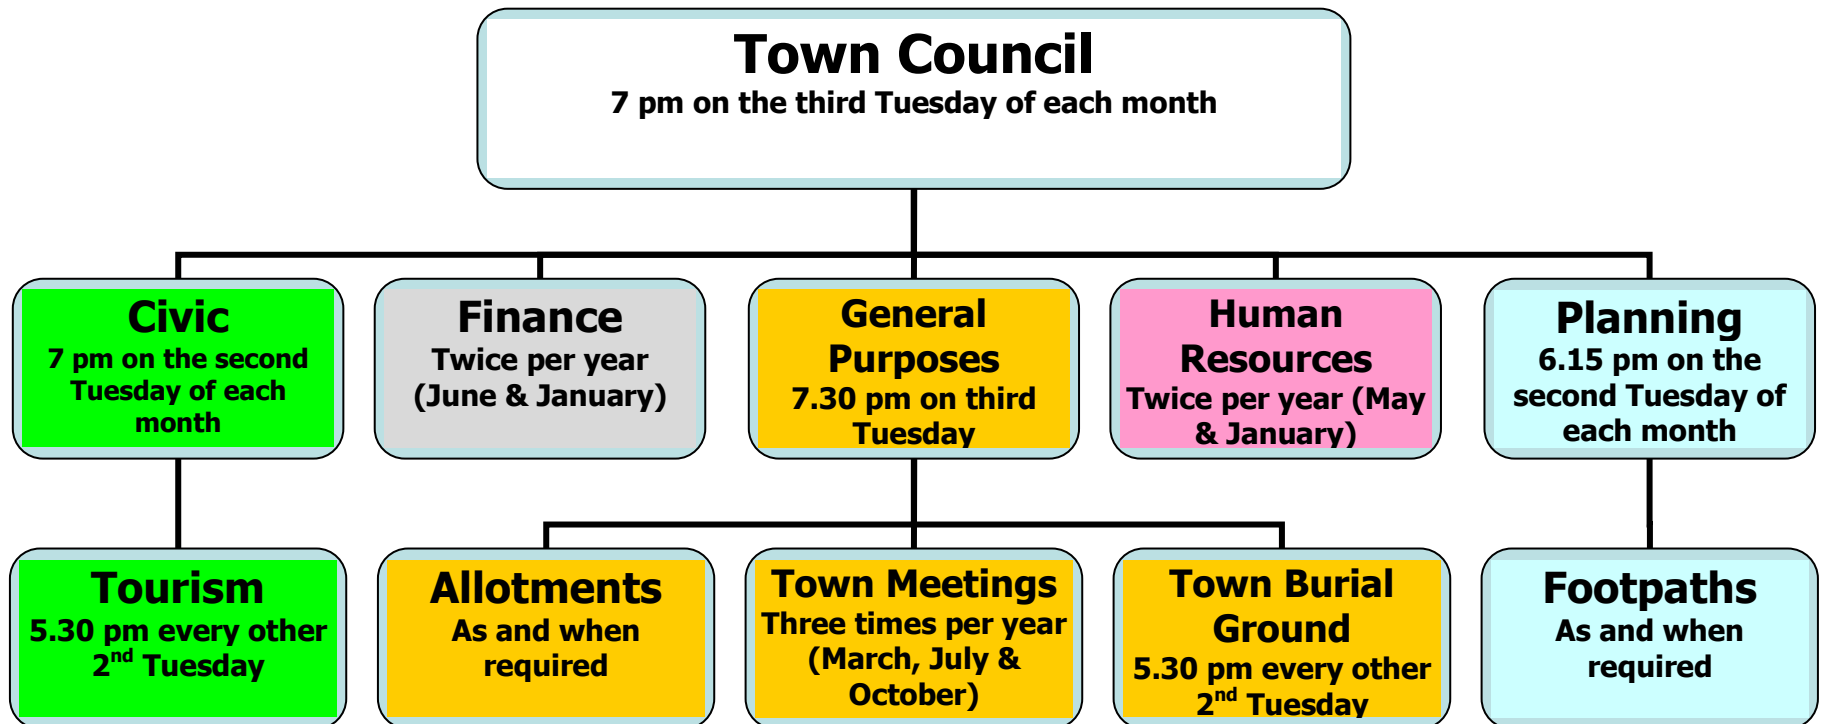 Town Council
7 pm on the third Tuesday of each month
Civic
7 pm on the second
Tuesday of each
month
Finance
Twice per year
(June & January)
General
Purposes
7.30 pm on third
Tuesday
Human
Resources
Twice per year (May
& January)
Planning
6.15 pm on the
second Tuesday of
each month
Tourism
5.30 pm every other
2nd Tuesday
Allotments
As and when
required
Town Meetings
Three times per year
(March, July &
October)
Town Burial
Ground
5.30 pm every other
2nd Tuesday
Footpaths
As and when
required